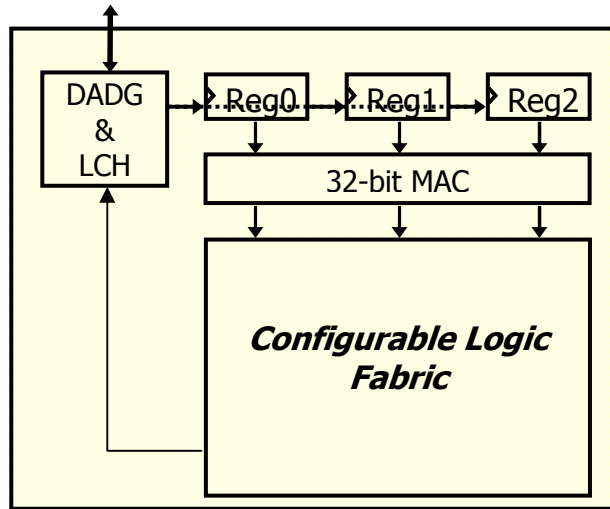 DADG
&
LCH
Reg0
Reg1
Reg2
32-bit MAC
Configurable Logic
Fabric